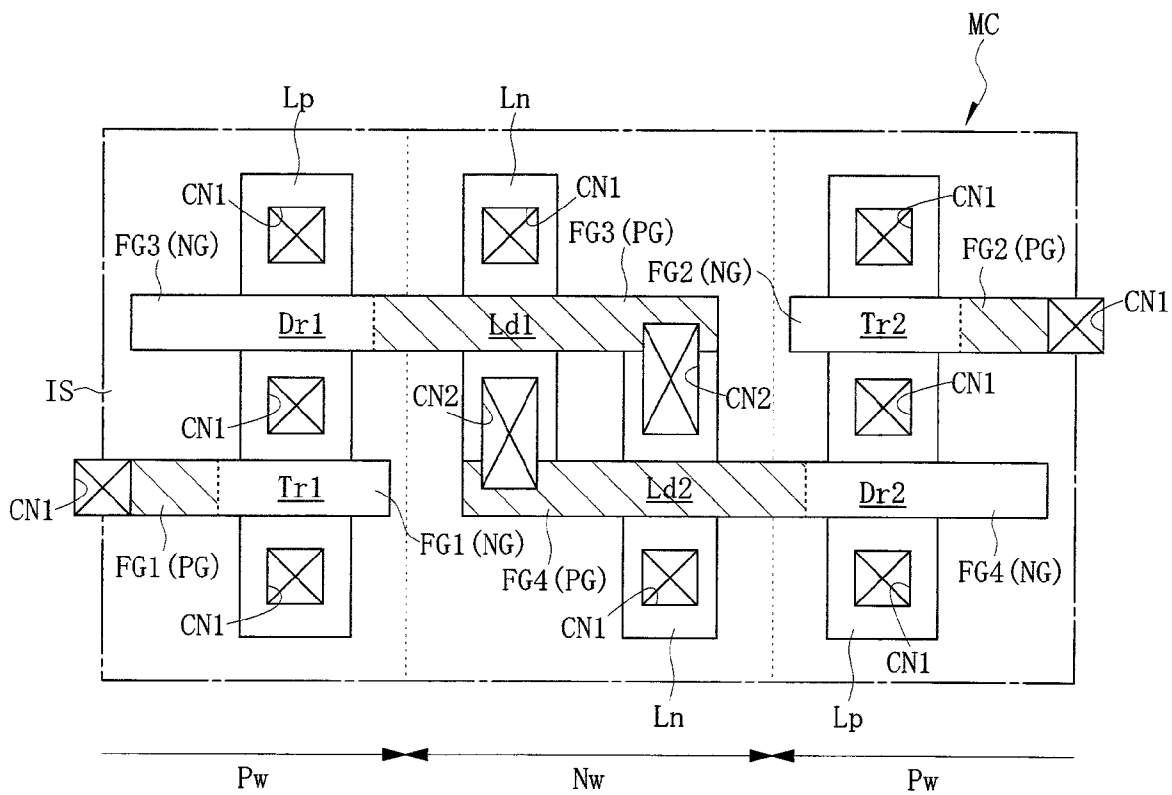 MC
Lp
Ln
CN1
CN1
CN1
FG3(NG)
FG3(PG)
FG2(NG)
FG2(PG)
CN1
Dr1
Ld1
Tr2
IS
CN1
CN2
CN2
CN1
CN1
Tr1
Ld2
Dr2
FG1(PG)
FG1(NG)
FG4(PG)
FG4(NG)
CN1
CN1
CN1
Ln
Lp
Pw
Nw
Pw